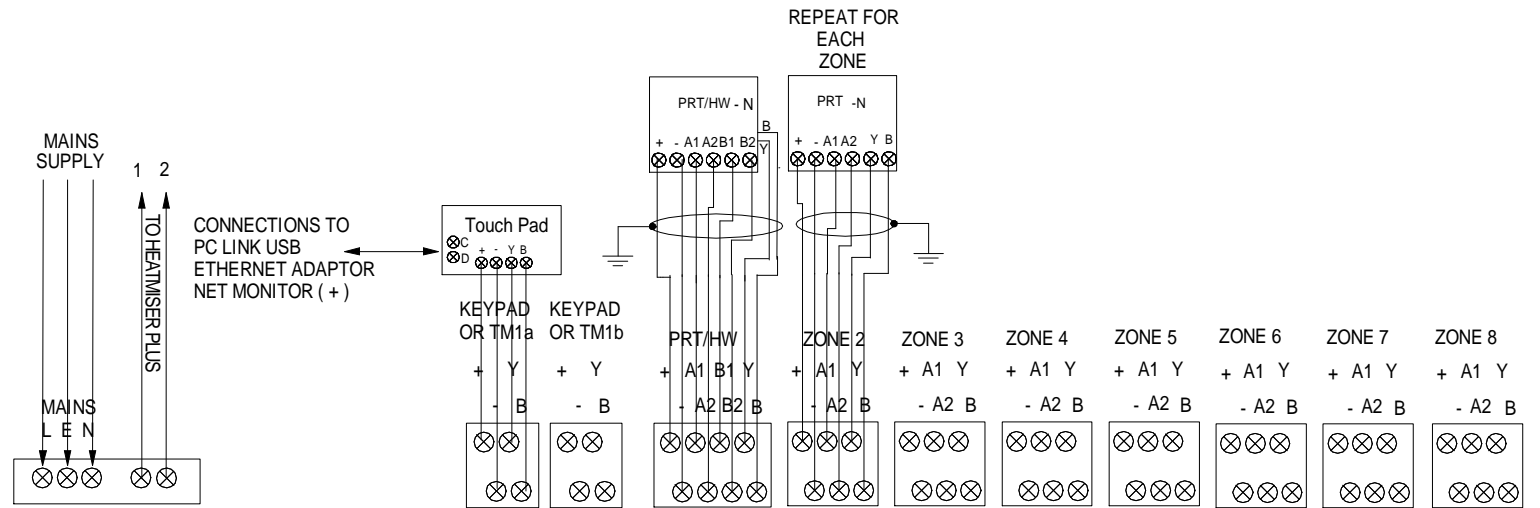 REPEAT FOR
EACH
ZONE
PRT/HW - N
B
Y
+ - A1 A2 B1 B2
PRT -N
+ - A1 A2 Y B
MAINS
SUPPLY
1 2
TO HEATMISER PLUS
CONNECTIONS TO
PC LINK USB
ETHERNET ADAPTOR
NET MONITOR ( + )
Touch Pad
C
D
+ - Y B
MAINS
L E N
KEYPAD
OR TM1a
+ Y
- B
KEYPAD
OR TM1b
+ Y
- B
PRT/HW
+ A1 B1 Y
- A2 B2 B
ZONE 2
+ A1 Y
- A2 B
ZONE 3
+ A1 Y
- A2 B
ZONE 4
+ A1 Y
- A2 B
ZONE 5
+ A1 Y
- A2 B
ZONE 6
+ A1 Y
- A2 B
ZONE 7
+ A1 Y
- A2 B
ZONE 8
+ A1 Y
- A2 B